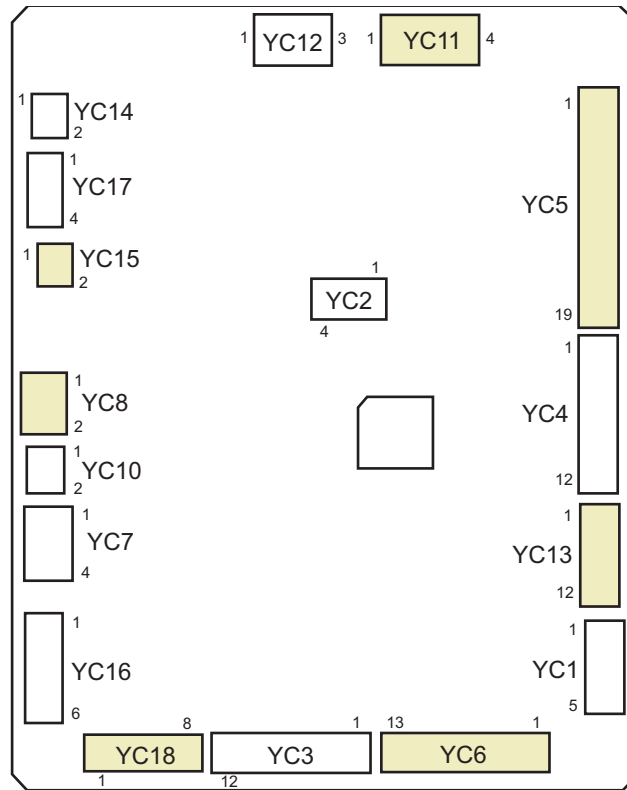 1 YC12 3 1 YC11 4
1 YC14 2
1 YC17 4
1 YC15 2
1 YC5 19
1 YC2 4
1 YC8 2
1 YC4 12
1 YC10 2
1 YC7 4
1 YC13 12
1 YC16 6
1 YC1 5
8 YC18 1
1 YC3 12
13 YC6 1